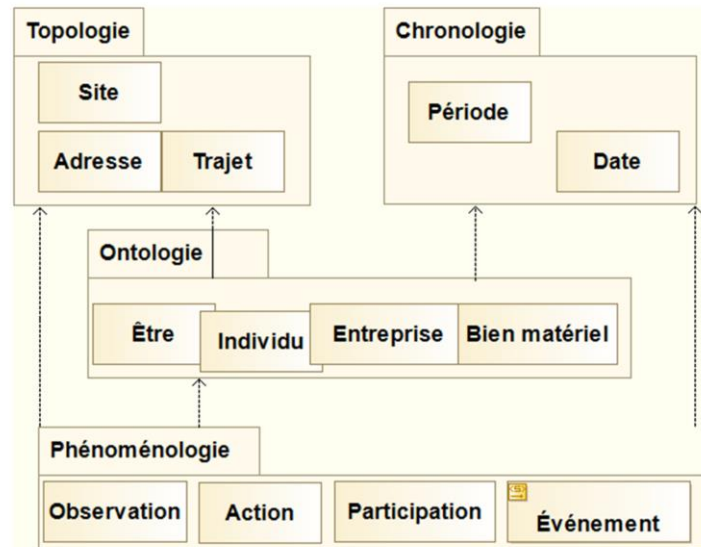 Topologie
Chronologie
Site
Période
Adresse
Trajet
Date
Ontologie
Être
Individu
Entreprise
Bien matériel
Phénoménologie
Observation
Action
Participation
Événement